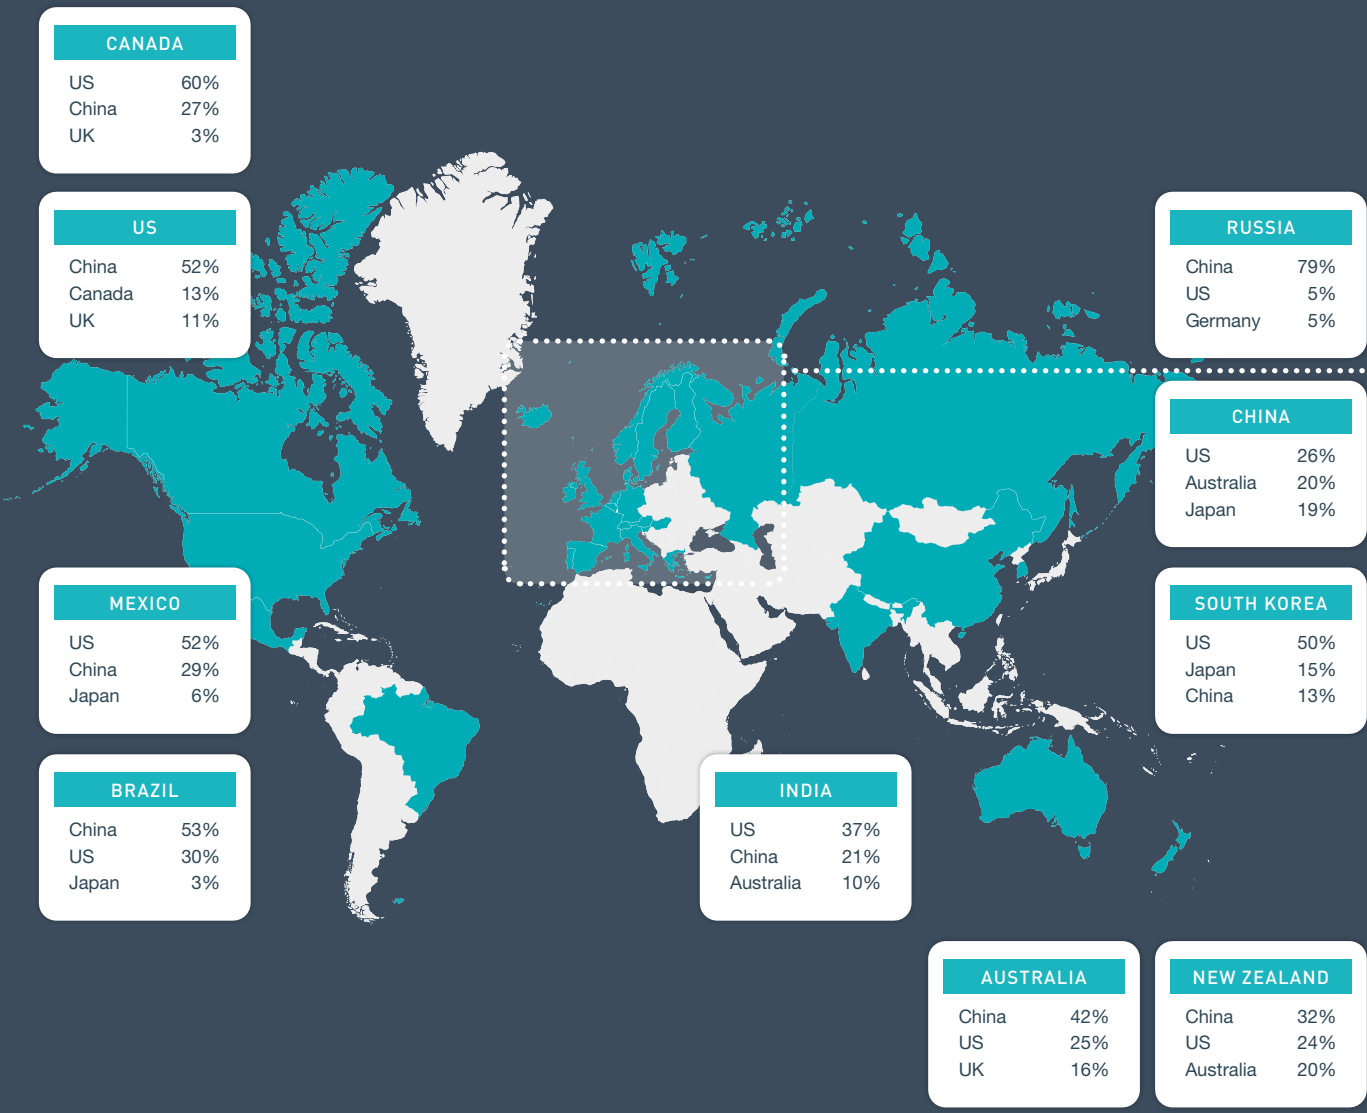 CANADA
US 60%
China 27%
UK 3%
US
China 52%
Canada 13%
UK 11%
MEXICO
US 52%
China 29%
Japan 6%
BRAZIL
China 53%
US 30%
Japan 3%
INDIA
US 37%
China 21%
Australia 10%
RUSSIA
China 79%
US 5%
Germany 5%
CHINA
US 26%
Australia 20%
Japan 19%
SOUTH KOREA
US 50%
Japan 15%
China 13%
AUSTRALIA
China 42%
US 25%
UK 16%
NEW ZEALAND
China 32%
US 24%
Australia 20%